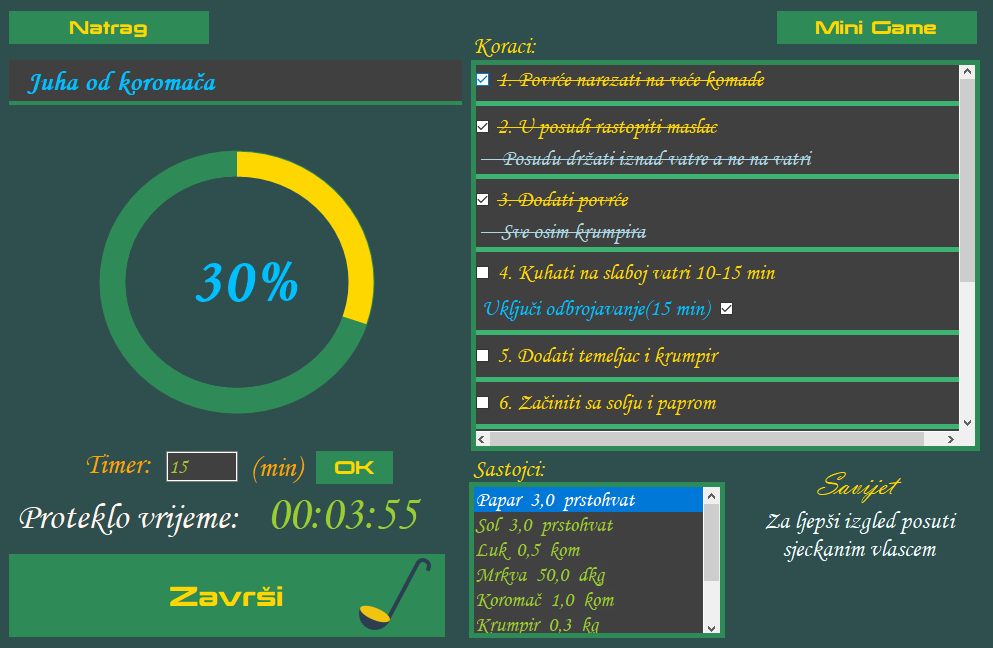 Natrag
Mini Game
Juha od koromača
30%
Timer: 15 (min) OK
Proteklo vrijeme: 00:03:55
Završi
Koraci:
1. Povrće narezati na veće komade
2. U posudi rastopiti maslac
Posudu držati iznad vatre a ne na vatri
3. Dodati povrće
Sve osim krumpira
4. Kuhati na slaboj vatri 10-15 min
Uključi odbrojavanje(15 min)
5. Dodati temeljac i krumpir
6. Začiniti sa solju i paprom
Sastojci:
Papar 3,0 prstohvat
Sol 3,0 prstohvat
Luk 0,5 kom
Mrkva 50,0 dkg
Koromač 1,0 kom
Krumpir 0,3 kg
Savijet
Za ljepši izgled posuti
sjeckanim vlascem